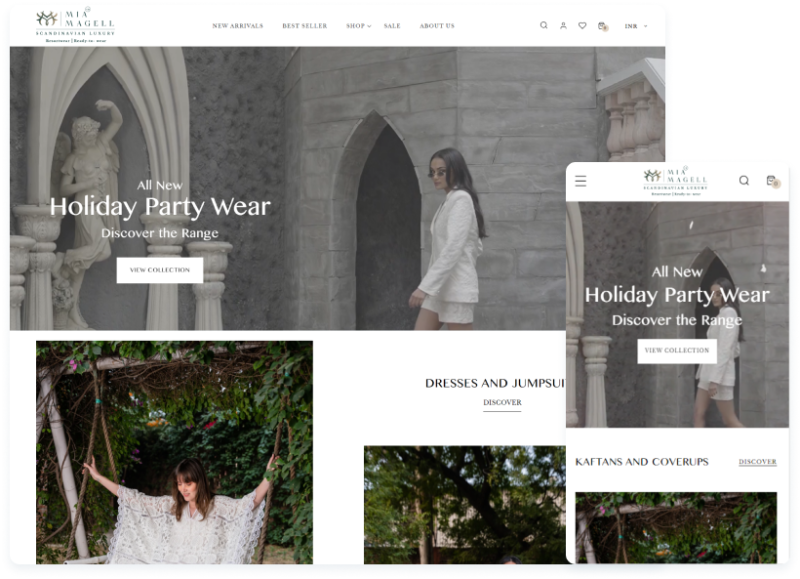 MIA
MAGELL
SCANDINAVIAN LUXURY
Resortwear | Ready-to-wear
NEW ARRIVALS
BEST SELLER
SHOP
SALE
ABOUT US
0
INR
All New
Holiday Party Wear
Discover the Range
VIEW COLLECTION
DRESSES AND JUMPSUI
DISCOVER
MIA
MAGELL
SCANDINAVIAN LUXURY
Resortwear | Ready-to-wear
0
All New
Holiday Party Wear
Discover the Range
VIEW COLLECTION
KAFTANS AND COVERUPS
DISCOVER